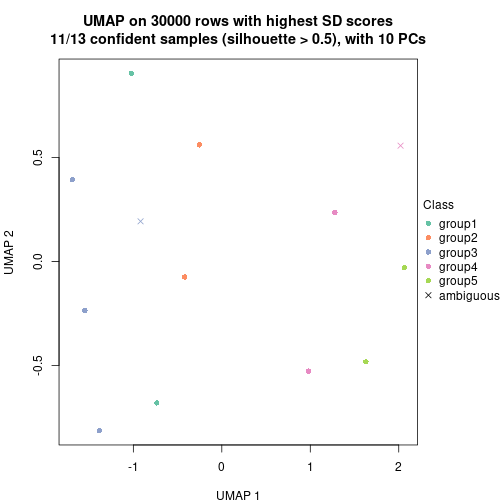 UMAP on 30000 rows with highest SD scores
11/13 confident samples (silhouette > 0.5), with 10 PCs
UMAP 2
0.5
0.0
-0.5
-1
0
1
2
UMAP 1
Class
group1
group2
group3
group4
group5
ambiguous